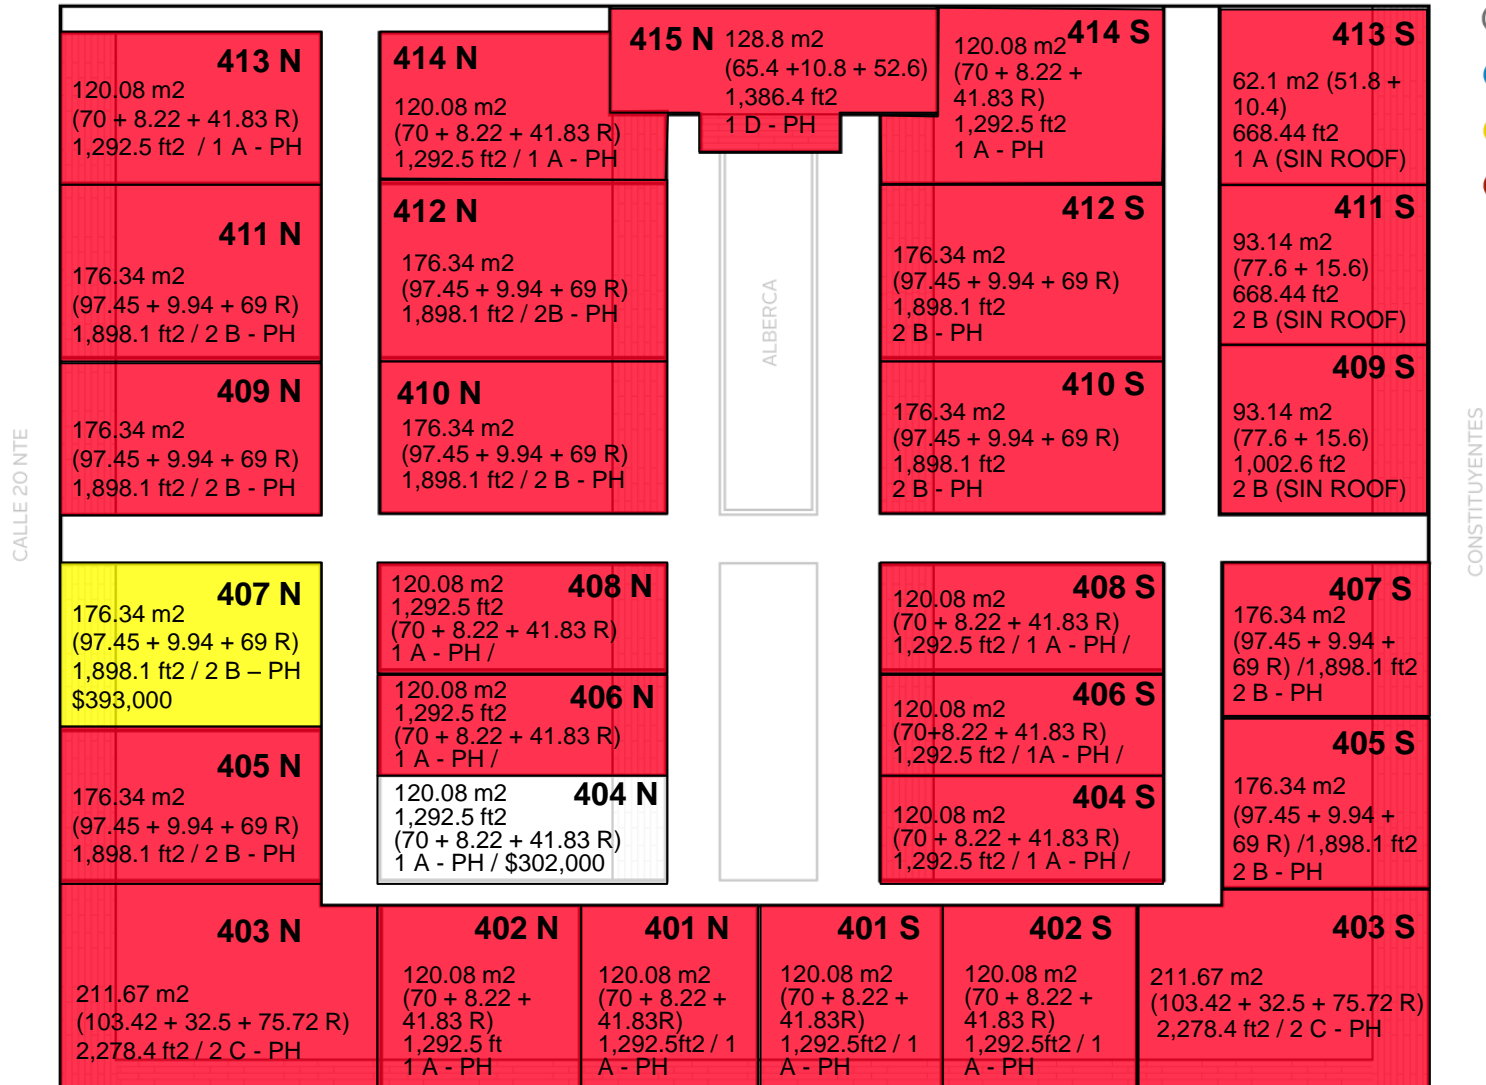 413 N
120.08 m2
(70 + 8.22 + 41.83 R)
1,292.5 ft2  / 1 A - PH
414 N
120.08 m2
(70 + 8.22 + 41.83 R)
1,292.5 ft2 / 1 A - PH
415 N
128.8 m2
(65.4 +10.8 + 52.6)
1,386.4 ft2
1 D - PH
414 S
120.08 m2
(70 + 8.22 +
41.83 R)
1,292.5 ft2
1 A - PH
413 S
62.1 m2 (51.8 +
10.4)
668.44 ft2
1 A (SIN ROOF)
411 N
176.34 m2
(97.45 + 9.94 + 69 R)
1,898.1 ft2 / 2 B - PH
412 N
176.34 m2
(97.45 + 9.94 + 69 R)
1,898.1 ft2 / 2B - PH
412 S
176.34 m2
(97.45 + 9.94 + 69 R)
1,898.1 ft2
2 B - PH
411 S
93.14 m2
(77.6 + 15.6)
668.44 ft2
2 B (SIN ROOF)
409 N
176.34 m2
(97.45 + 9.94 + 69 R)
1,898.1 ft2 / 2 B - PH
410 N
176.34 m2
(97.45 + 9.94 + 69 R)
1,898.1 ft2 / 2 B - PH
ALBERCA
410 S
176.34 m2
(97.45 + 9.94 + 69 R)
1,898.1 ft2
2 B - PH
409 S
93.14 m2
(77.6 + 15.6)
1,002.6 ft2
2 B (SIN ROOF)
CALLE 20 NTE
CONSTITUYENTES
407 N
176.34 m2
(97.45 + 9.94 + 69 R)
1,898.1 ft2 / 2 B – PH
$393,000
408 N
120.08 m2
1,292.5 ft2
(70 + 8.22 + 41.83 R)
1 A - PH /
408 S
120.08 m2
(70 + 8.22 + 41.83 R)
1,292.5 ft2 / 1 A - PH /
407 S
176.34 m2
(97.45 + 9.94 +
69 R) /1,898.1 ft2
2 B - PH
406 N
120.08 m2
1,292.5 ft2
(70 + 8.22 + 41.83 R)
1 A - PH /
406 S
120.08 m2
(70+8.22 + 41.83 R)
1,292.5 ft2 / 1A - PH /
405 N
176.34 m2
(97.45 + 9.94 + 69 R)
1,898.1 ft2 / 2 B - PH
404 N
120.08 m2
1,292.5 ft2
(70 + 8.22 + 41.83 R)
1 A - PH / $302,000
404 S
120.08 m2
(70 + 8.22 + 41.83 R)
1,292.5 ft2 / 1 A - PH /
405 S
176.34 m2
(97.45 + 9.94 +
69 R) /1,898.1 ft2
2 B - PH
403 N
211.67 m2
(103.42 + 32.5 + 75.72 R)
2,278.4 ft2 / 2 C - PH
402 N
120.08 m2
(70 + 8.22 +
41.83 R)
1,292.5 ft
1 A - PH
401 N
120.08 m2
(70 + 8.22 +
41.83R)
1,292.5ft2 / 1
A - PH
401 S
120.08 m2
(70 + 8.22 +
41.83R)
1,292.5ft2 / 1
A - PH
402 S
120.08 m2
(70 + 8.22 +
41.83 R)
1,292.5ft2 / 1
A - PH
403 S
211.67 m2
(103.42 + 32.5 + 75.72 R)
2,278.4 ft2 / 2 C - PH